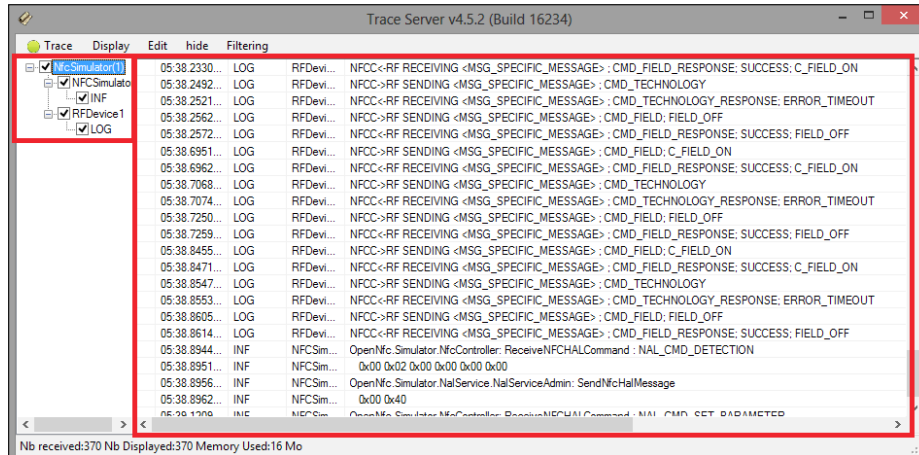 Trace Server v4.5.2 (Build 16234)
Trace Display Edit hide Filtering
NfcSimulator(1)
NFCSimulato
INF
RFDevice1
LOG
05:38.2330... LOG RFDevi... NFCC<-RF RECEIVING <MSG_SPECIFIC_MESSAGE> ; CMD_FIELD_RESPONSE; SUCCESS; C_FIELD_ON
05:38.2492... LOG RFDevi... NFCC->RF SENDING <MSG_SPECIFIC_MESSAGE> ; CMD_TECHNOLOGY
05:38.2521... LOG RFDevi... NFCC<-RF RECEIVING <MSG_SPECIFIC_MESSAGE> ; CMD_TECHNOLOGY_RESPONSE; ERROR_TIMEOUT
05:38.2562... LOG RFDevi... NFCC->RF SENDING <MSG_SPECIFIC_MESSAGE> ; CMD_FIELD; FIELD_OFF
05:38.2572... LOG RFDevi... NFCC<-RF RECEIVING <MSG_SPECIFIC_MESSAGE> ; CMD_FIELD_RESPONSE; SUCCESS; FIELD_OFF
05:38.6951... LOG RFDevi... NFCC->RF SENDING <MSG_SPECIFIC_MESSAGE> ; CMD_FIELD; C_FIELD_ON
05:38.6962... LOG RFDevi... NFCC<-RF RECEIVING <MSG_SPECIFIC_MESSAGE> ; CMD_FIELD_RESPONSE; SUCCESS; C_FIELD_ON
05:38.7068... LOG RFDevi... NFCC->RF SENDING <MSG_SPECIFIC_MESSAGE> ; CMD_TECHNOLOGY
05:38.7074... LOG RFDevi... NFCC<-RF RECEIVING <MSG_SPECIFIC_MESSAGE> ; CMD_TECHNOLOGY_RESPONSE; ERROR_TIMEOUT
05:38.7250... LOG RFDevi... NFCC->RF SENDING <MSG_SPECIFIC_MESSAGE> ; CMD_FIELD; FIELD_OFF
05:38.7259... LOG RFDevi... NFCC<-RF RECEIVING <MSG_SPECIFIC_MESSAGE> ; CMD_FIELD_RESPONSE; SUCCESS; FIELD_OFF
05:38.8455... LOG RFDevi... NFCC->RF SENDING <MSG_SPECIFIC_MESSAGE> ; CMD_FIELD; C_FIELD_ON
05:38.8471... LOG RFDevi... NFCC<-RF RECEIVING <MSG_SPECIFIC_MESSAGE> ; CMD_FIELD_RESPONSE; SUCCESS; C_FIELD_ON
05:38.8547... LOG RFDevi... NFCC->RF SENDING <MSG_SPECIFIC_MESSAGE> ; CMD_TECHNOLOGY
05:38.8553... LOG RFDevi... NFCC<-RF RECEIVING <MSG_SPECIFIC_MESSAGE> ; CMD_TECHNOLOGY_RESPONSE; ERROR_TIMEOUT
05:38.8605... LOG RFDevi... NFCC->RF SENDING <MSG_SPECIFIC_MESSAGE> ; CMD_FIELD; FIELD_OFF
05:38.8614... LOG RFDevi... NFCC<-RF RECEIVING <MSG_SPECIFIC_MESSAGE> ; CMD_FIELD_RESPONSE; SUCCESS; FIELD_OFF
05:38.8944... INF NFCSim... OpenNfc.Simulator.NfcController: ReceiveNFCHALCommand : NAL_CMD_DETECTION
05:38.8951... INF NFCSim... 0x00 0x02 0x00 0x00 0x00 0x00
05:38.8956... INF NFCSim... OpenNfc.Simulator.NalService.NalServiceAdmin: SendNfcHalMessage
05:38.8962... INF NFCSim... 0x00 0x40
05:39.1209... INF NFCSim... OpenNfc.Simulator.NfcController: ReceiveNFCHALCommand : NAL_CMD_SET_PARAMETER
Nb received:370 Nb Displayed:370 Memory Used:16 Mo